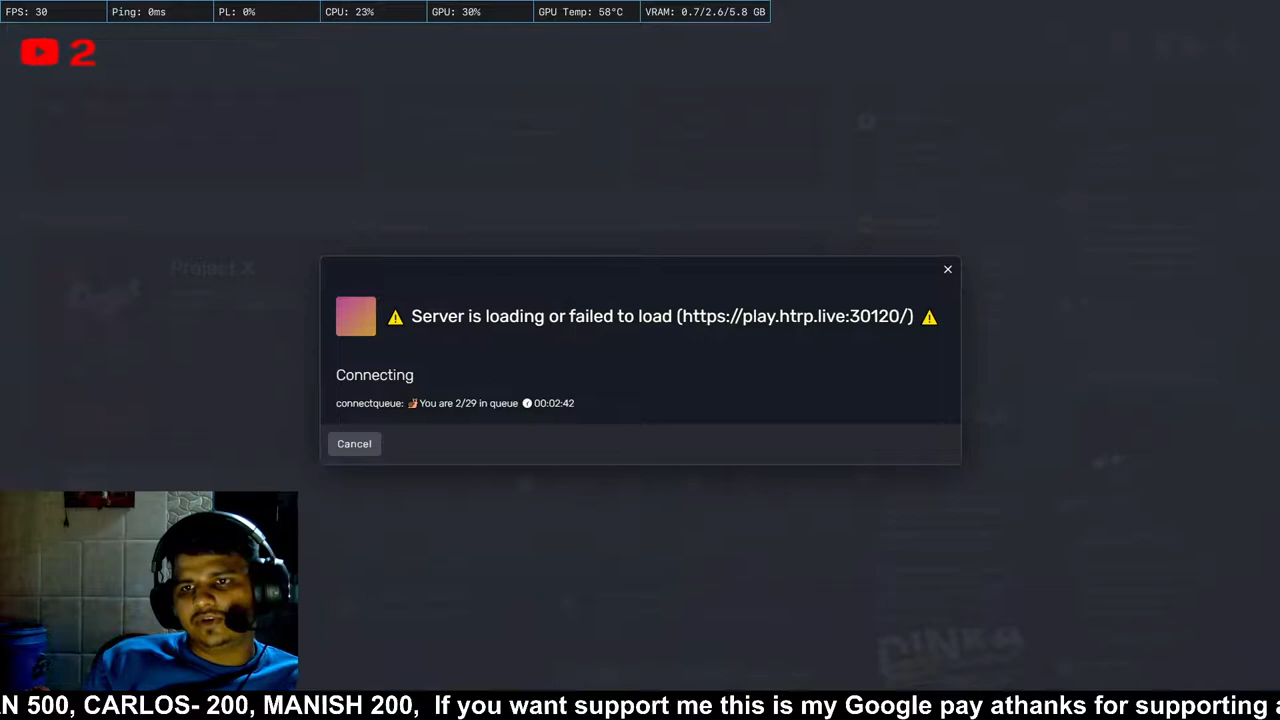 FPS: 30 Ping: 0ms PL: 0% CPU: 23% GPU: 30% GPU Temp: 58°C VRAM: 0.7/2.6/5.8 GB
2
Project X
⚠ Server is loading or failed to load (https://play.htrp.live:30120/) ⚠
Connecting
connectqueue: 🐌You are 2/29 in queue 🕜00:02:42
Cancel
AN 500, CARLOS- 200, MANISH 200, If you want support me this is my Google pay athanks for supporting a